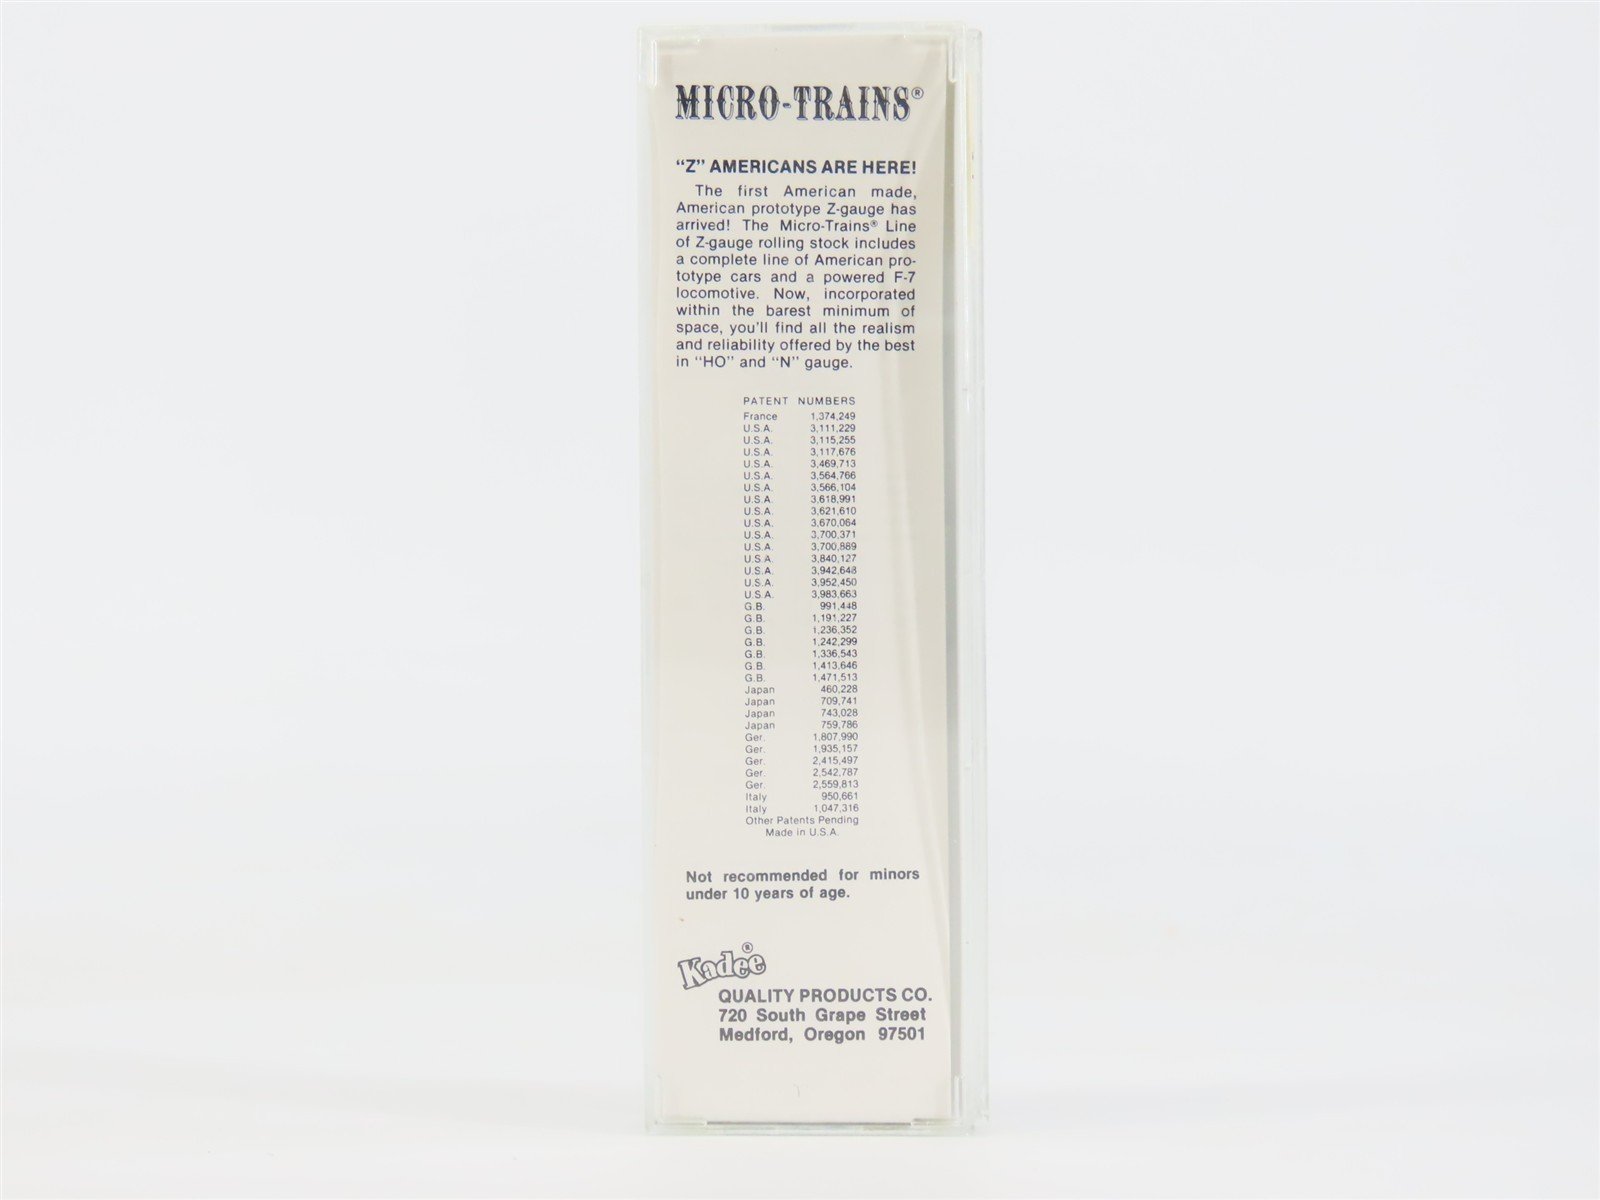 MICRO-TRAINS®
"Z" AMERICANS ARE HERE!
The first American made,
American prototype Z-gauge has
arrived! The Micro-Trains® Line
of Z-gauge rolling stock includes
a complete line of American pro-
totype cars and a powered F-7
locomotive. Now, incorporated
within the barest minimum of
space, you'll find all the realism
and reliability offered by the best
in "HO" and "N" gauge.
PATENT NUMBERS
France 1,374,249
U.S.A. 3,111,229
U.S.A. 3,115,255
U.S.A. 3,117,676
U.S.A. 3,469,713
U.S.A. 3,564,766
U.S.A. 3,566,104
U.S.A. 3,618,991
U.S.A. 3,621,610
U.S.A. 3,670,064
U.S.A. 3,700,371
U.S.A. 3,700,889
U.S.A. 3,840,127
U.S.A. 3,942,648
U.S.A. 3,952,450
U.S.A. 3,983,663
G.B. 991,448
G.B. 1,191,227
G.B. 1,236,352
G.B. 1,242,299
G.B. 1,336,543
G.B. 1,413,646
G.B. 1,471,513
Japan 460,228
Japan 709,741
Japan 743,028
Japan 759,786
Ger. 1,807,990
Ger. 1,935,157
Ger. 2,415,497
Ger. 2,542,787
Ger. 2,559,813
Italy 950,661
Italy 1,047,316
Other Patents Pending
Made in U.S.A.
Not recommended for minors
under 10 years of age.
Kadee®
QUALITY PRODUCTS CO.
720 South Grape Street
Medford, Oregon 97501